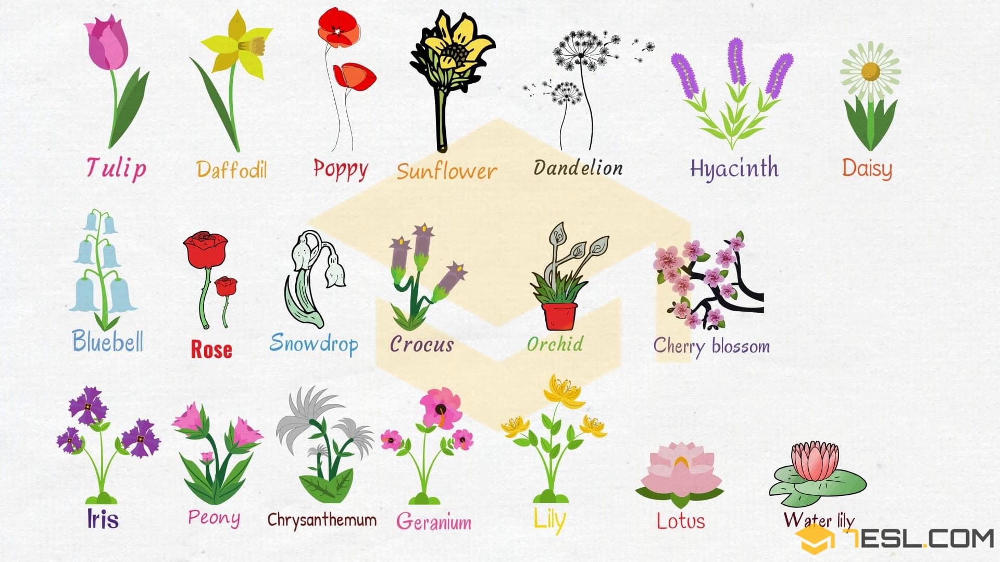 Tulip
Daffodil
Poppy
Sunflower
Dandelion
Hyacinth
Daisy
Bluebell
Rose
Snowdrop
Crocus
Orchid
Cherry blossom
Iris
Peony
Chrysanthemum
Geranium
Lily
Lotus
Water lily
7ESL.COM